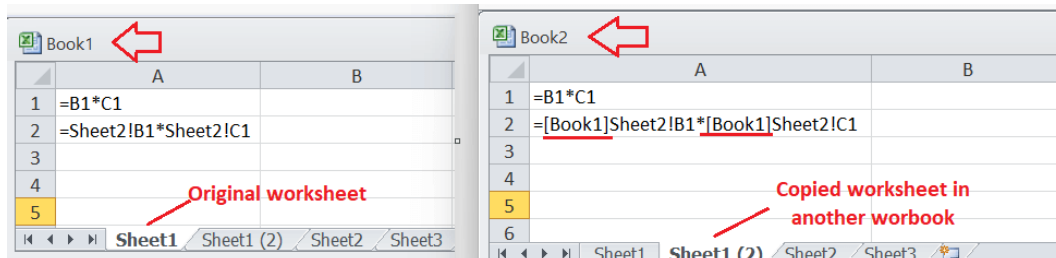 Book1
A B
1 =B1*C1
2 =Sheet2!B1*Sheet2!C1
3
4
5
Original worksheet
Sheet1 Sheet1 (2) Sheet2 Sheet3
Book2
A B
1 =B1*C1
2 =[Book1]Sheet2!B1*[Book1]Sheet2!C1
3
4
5
6
Copied worksheet in
another worbook
Sheet1 Sheet1 (2) Sheet2 Sheet3